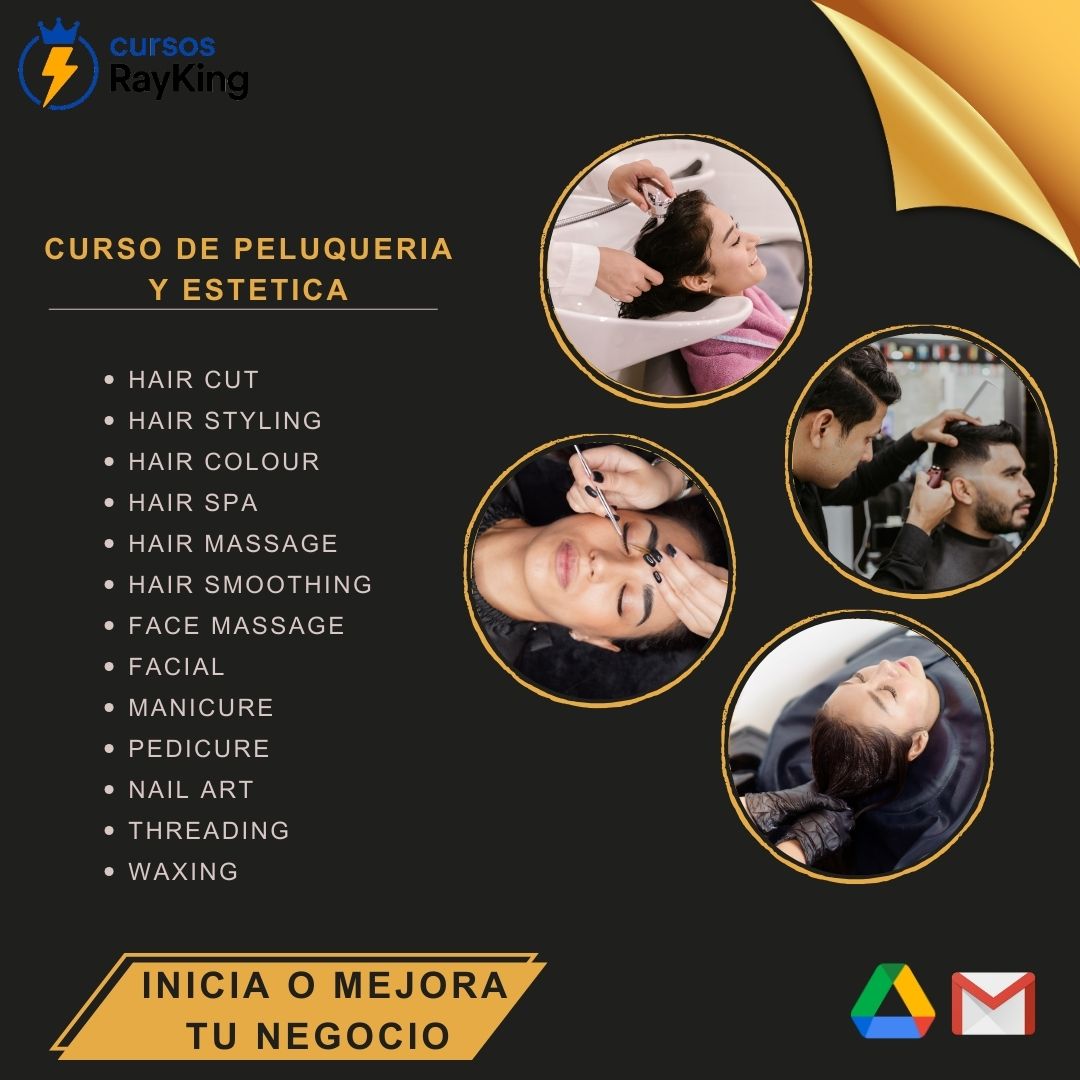 cursos
RayKing
CURSO DE PELUQUERIA
Y ESTETICA
HAIR CUT
HAIR STYLING
HAIR COLOUR
HAIR SPA
HAIR MASSAGE
HAIR SMOOTHING
FACE MASSAGE
FACIAL
MANICURE
PEDICURE
NAIL ART
THREADING
WAXING
INICIA O MEJORA
TU NEGOCIO